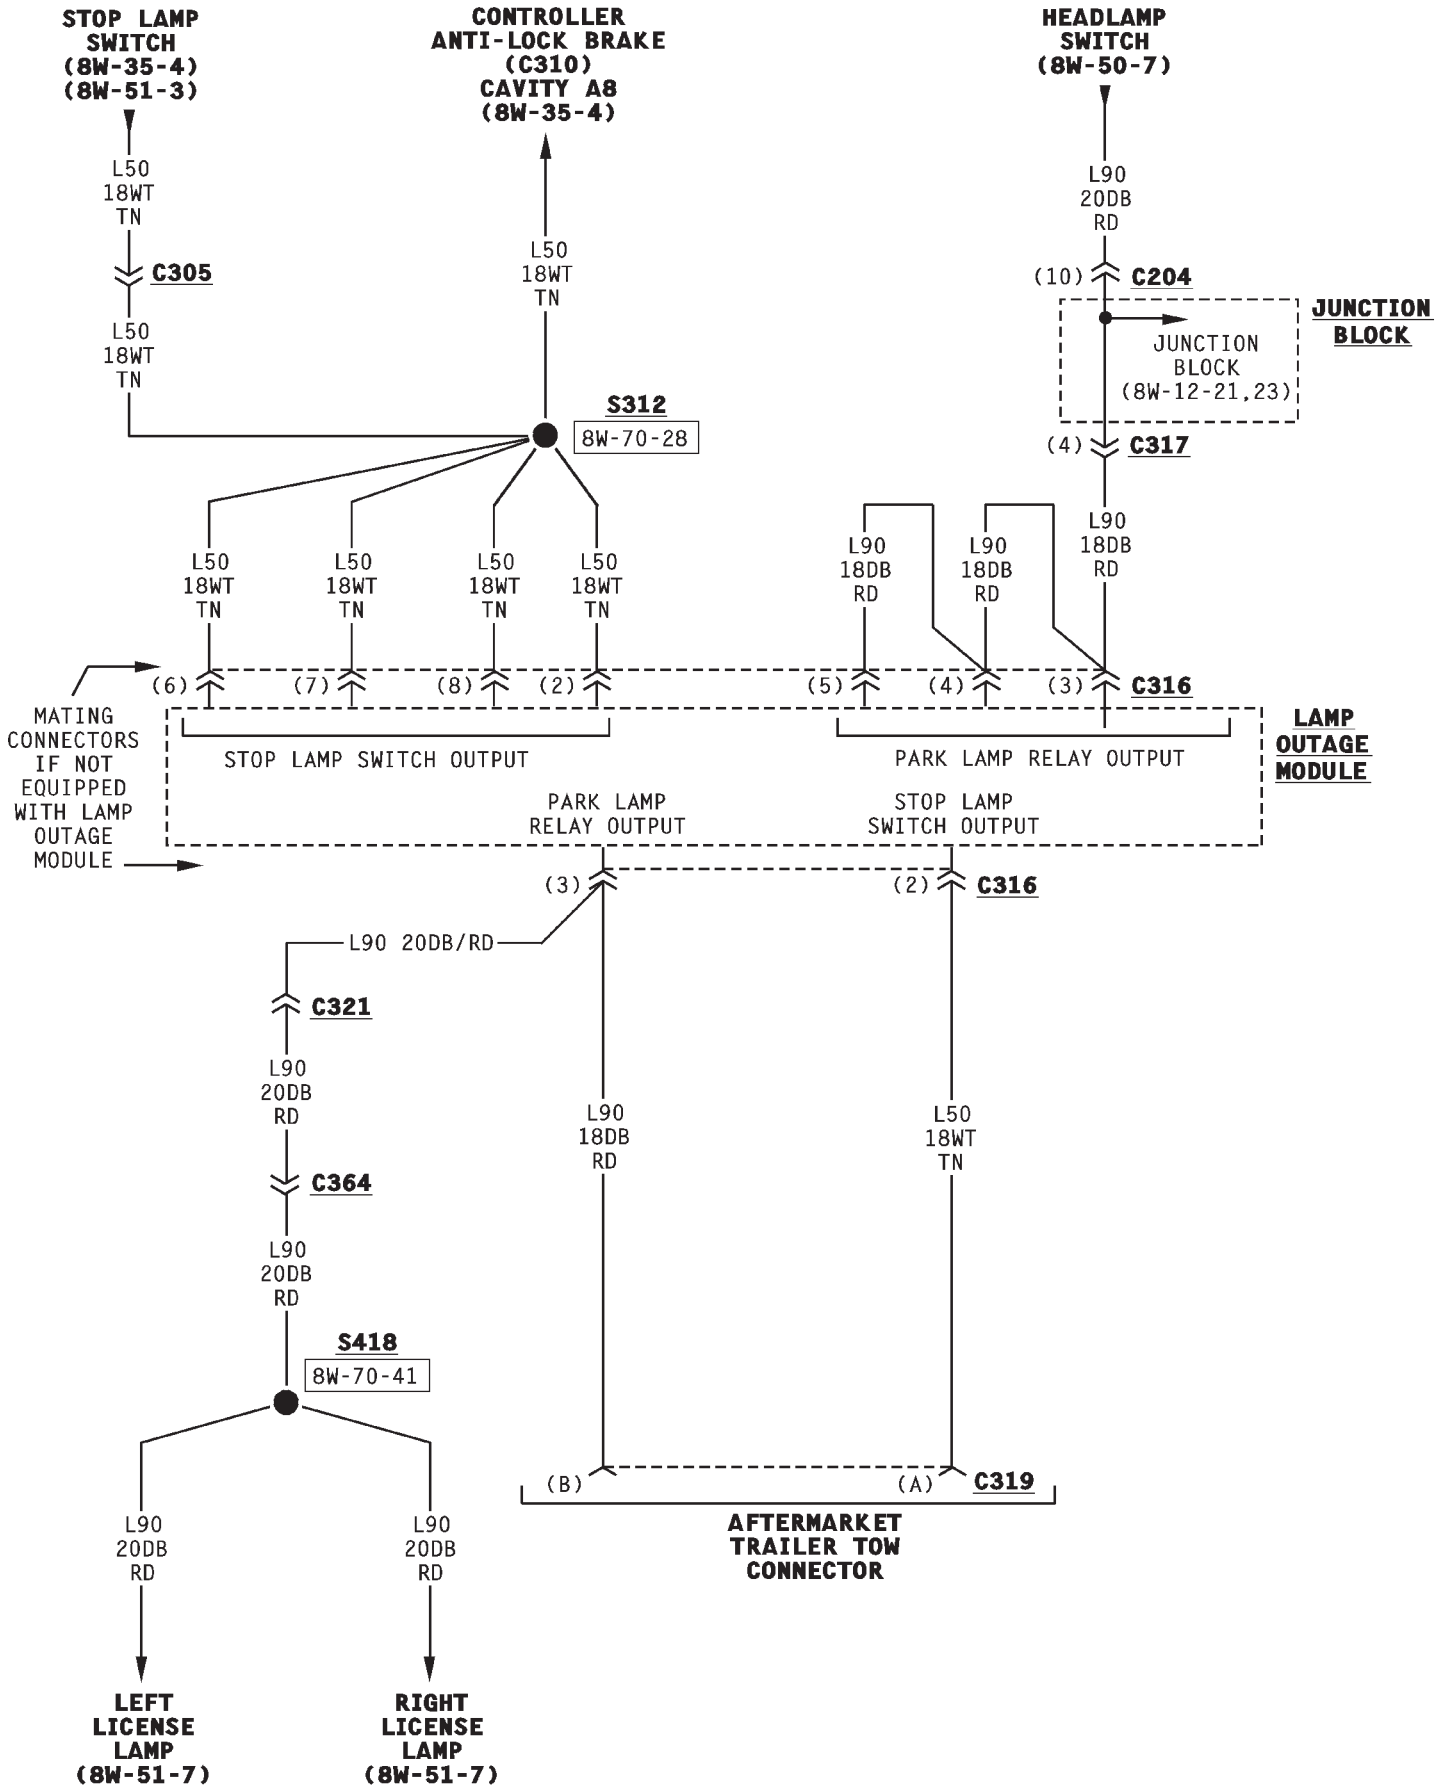 STOP LAMP
SWITCH
(8W-35-4)
(8W-51-3)
CONTROLLER
ANTI-LOCK BRAKE
(C310)
CAVITY A8
(8W-35-4)
HEADLAMP
SWITCH
(8W-50-7)
L50
18WT
TN
C305
L50
18WT
TN
L50
18WT
TN
L90
20DB
RD
(10)
C204
JUNCTION
BLOCK
JUNCTION
BLOCK
(8W-12-21,23)
S312
8W-70-28
(4)
C317
L50
18WT
TN
L50
18WT
TN
L50
18WT
TN
L50
18WT
TN
L90
18DB
RD
L90
18DB
RD
L90
18DB
RD
(6)
(7)
(8)
(2)
(5)
(4)
(3)
C316
MATING
CONNECTORS
IF NOT
EQUIPPED
WITH LAMP
OUTAGE
MODULE
STOP LAMP SWITCH OUTPUT
PARK LAMP RELAY OUTPUT
LAMP
OUTAGE
MODULE
PARK LAMP
RELAY OUTPUT
STOP LAMP
SWITCH OUTPUT
(3)
(2)
C316
L90 20DB/RD
C321
L90
20DB
RD
L90
18DB
RD
L50
18WT
TN
C364
L90
20DB
RD
S418
8W-70-41
(B)
(A)
C319
AFTERMARKET
TRAILER TOW
CONNECTOR
L90
20DB
RD
L90
20DB
RD
LEFT
LICENSE
LAMP
(8W-51-7)
RIGHT
LICENSE
LAMP
(8W-51-7)